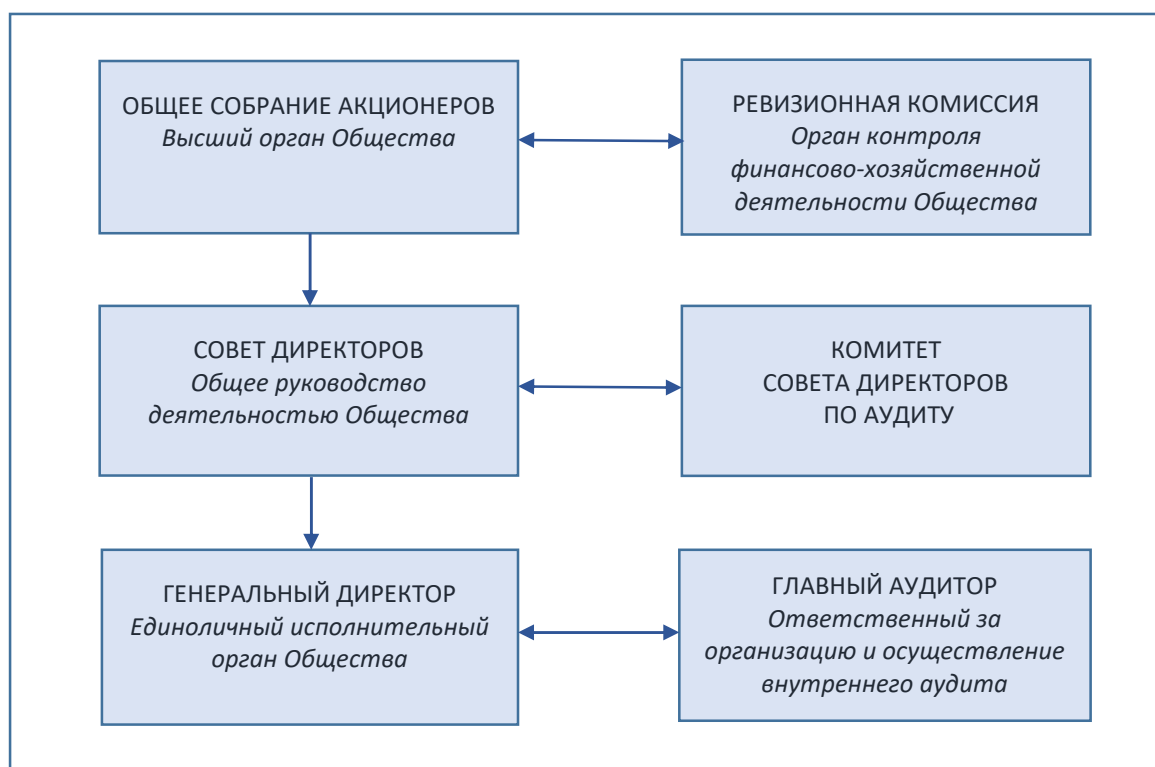 ОБЩЕЕ СОБРАНИЕ АКЦИОНЕРОВ
Высший орган Общества
РЕВИЗИОННАЯ КОМИССИЯ
Орган контроля
финансово-хозяйственной
деятельности Общества
СОВЕТ ДИРЕКТОРОВ
Общее руководство
деятельностью Общества
КОМИТЕТ
СОВЕТА ДИРЕКТОРОВ
ПО АУДИТУ
ГЕНЕРАЛЬНЫЙ ДИРЕКТОР
Единоличный исполнительный
орган Общества
ГЛАВНЫЙ АУДИТОР
Ответственный за
организацию и осуществление
внутреннего аудита